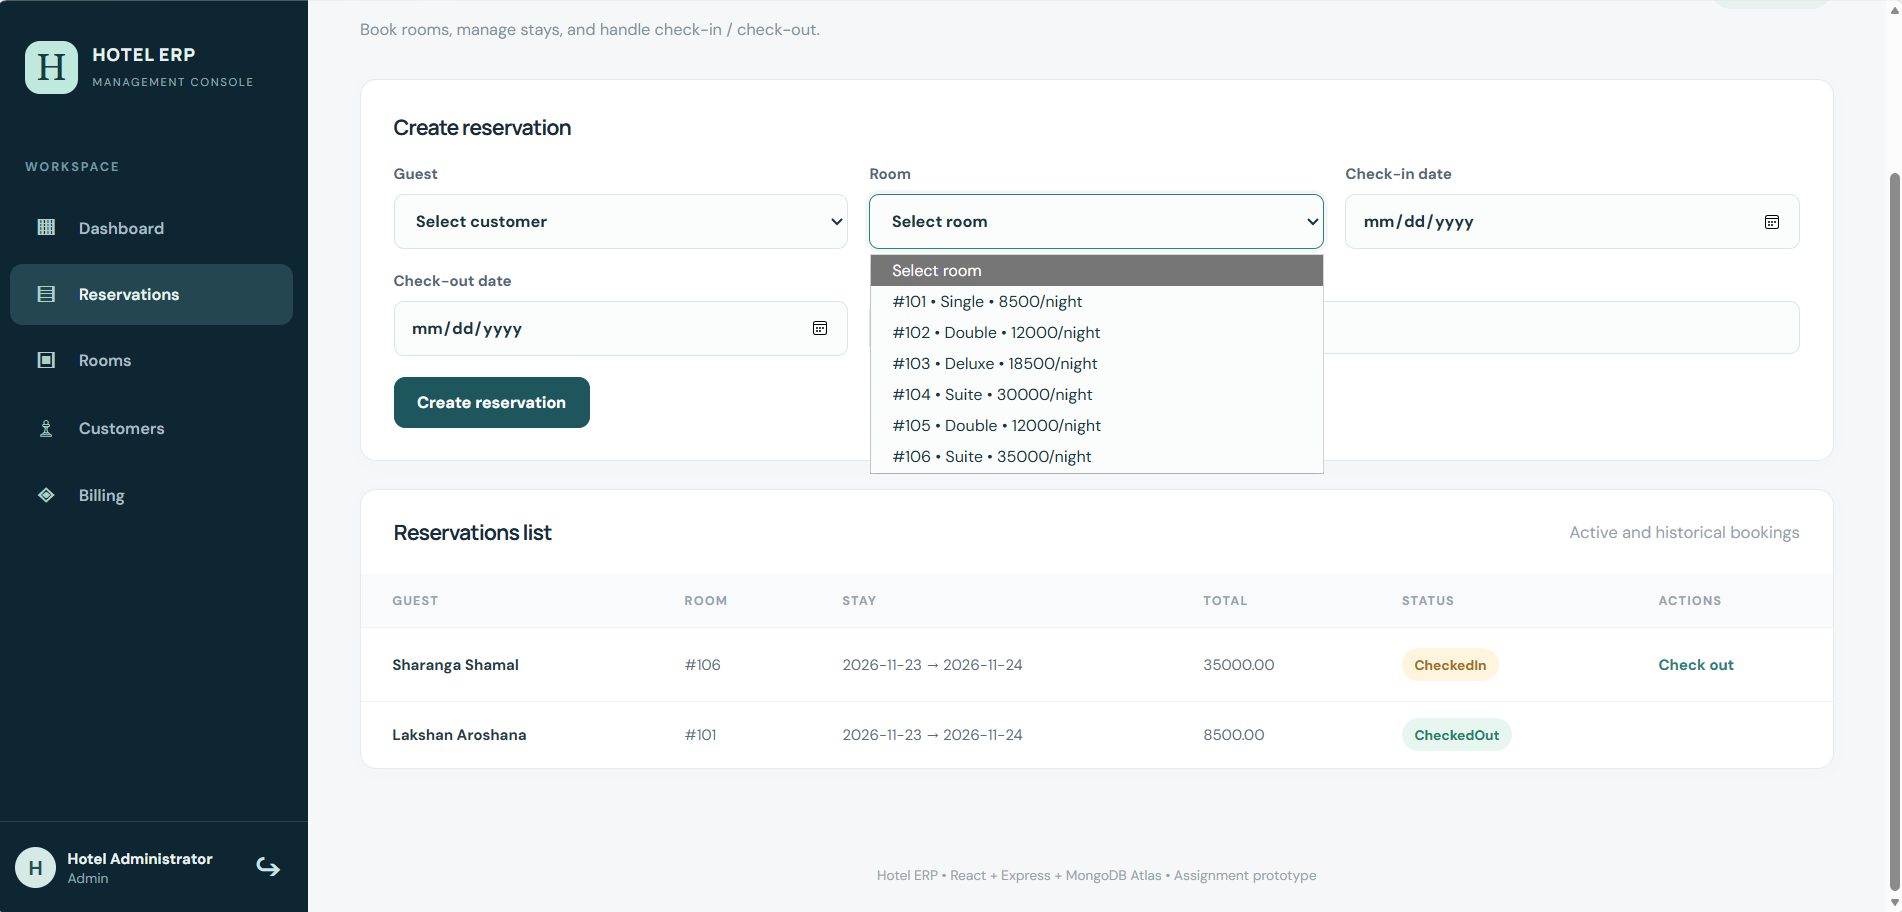 H
HOTEL ERP
MANAGEMENT CONSOLE
WORKSPACE
Dashboard
Reservations
Rooms
Customers
Billing
H
Hotel Administrator
Admin
Book rooms, manage stays, and handle check-in / check-out.
Create reservation
Guest
Select customer
Room
Select room
Check-in date
mm/dd/yyyy
Check-out date
mm/dd/yyyy
Select room
#101 • Single • 8500/night
#102 • Double • 12000/night
#103 • Deluxe • 18500/night
#104 • Suite • 30000/night
#105 • Double • 12000/night
#106 • Suite • 35000/night
Create reservation
Reservations list
Active and historical bookings
GUEST ROOM STAY TOTAL STATUS ACTIONS
Sharanga Shamal #106 2026-11-23 → 2026-11-24 35000.00 CheckedIn Check out
Lakshan Aroshana #101 2026-11-23 → 2026-11-24 8500.00 CheckedOut
Hotel ERP • React + Express + MongoDB Atlas • Assignment prototype